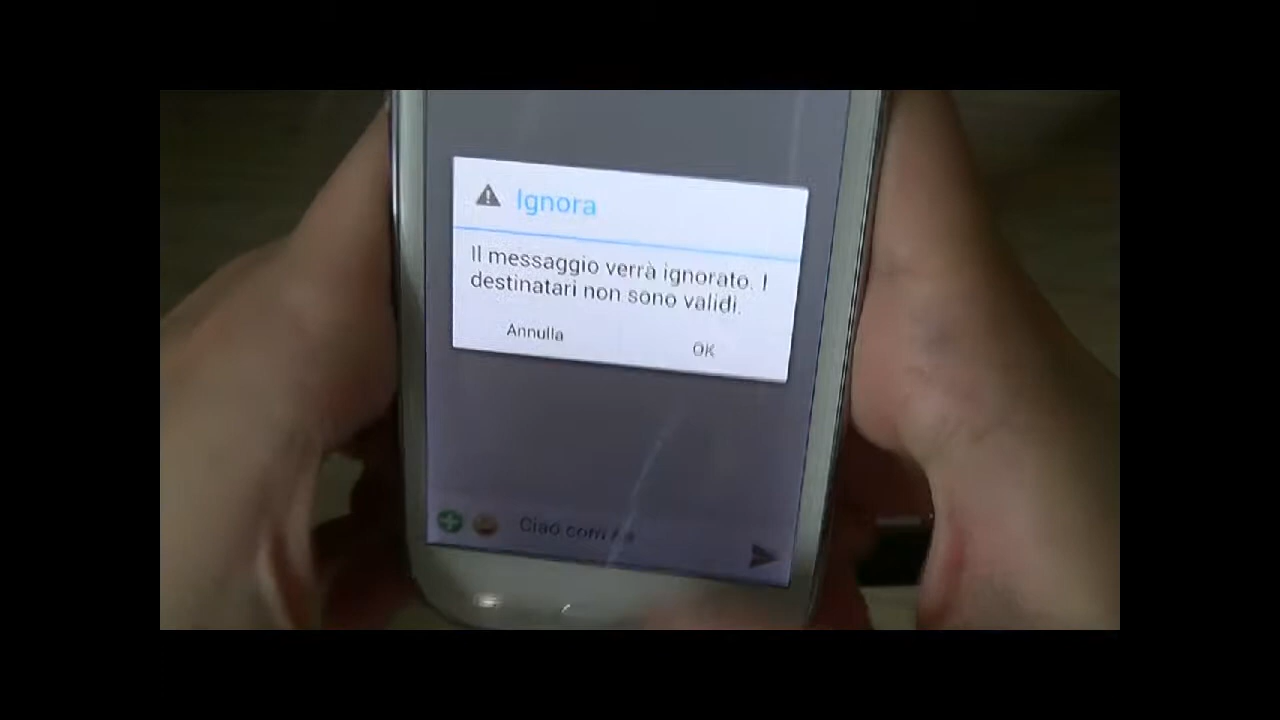 Ignora
Il messaggio verrà ignorato. I
destinatari non sono validi.
Annulla
OK
Ciao com